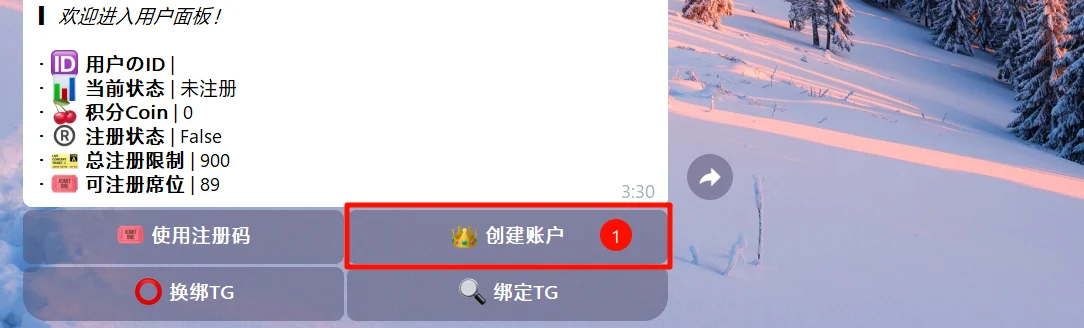 欢迎进入用户面板！
· 🆔 用户のID |
· 📊 当前状态 | 未注册
· 🍒 积分Coin | 0
· ®️ 注册状态 | False
· 🎫 总注册限制 | 900
· 🎟️ 可注册席位 | 89
3:30
🎟️ 使用注册码
👑 创建账户 1
⭕ 换绑TG
🔍 绑定TG